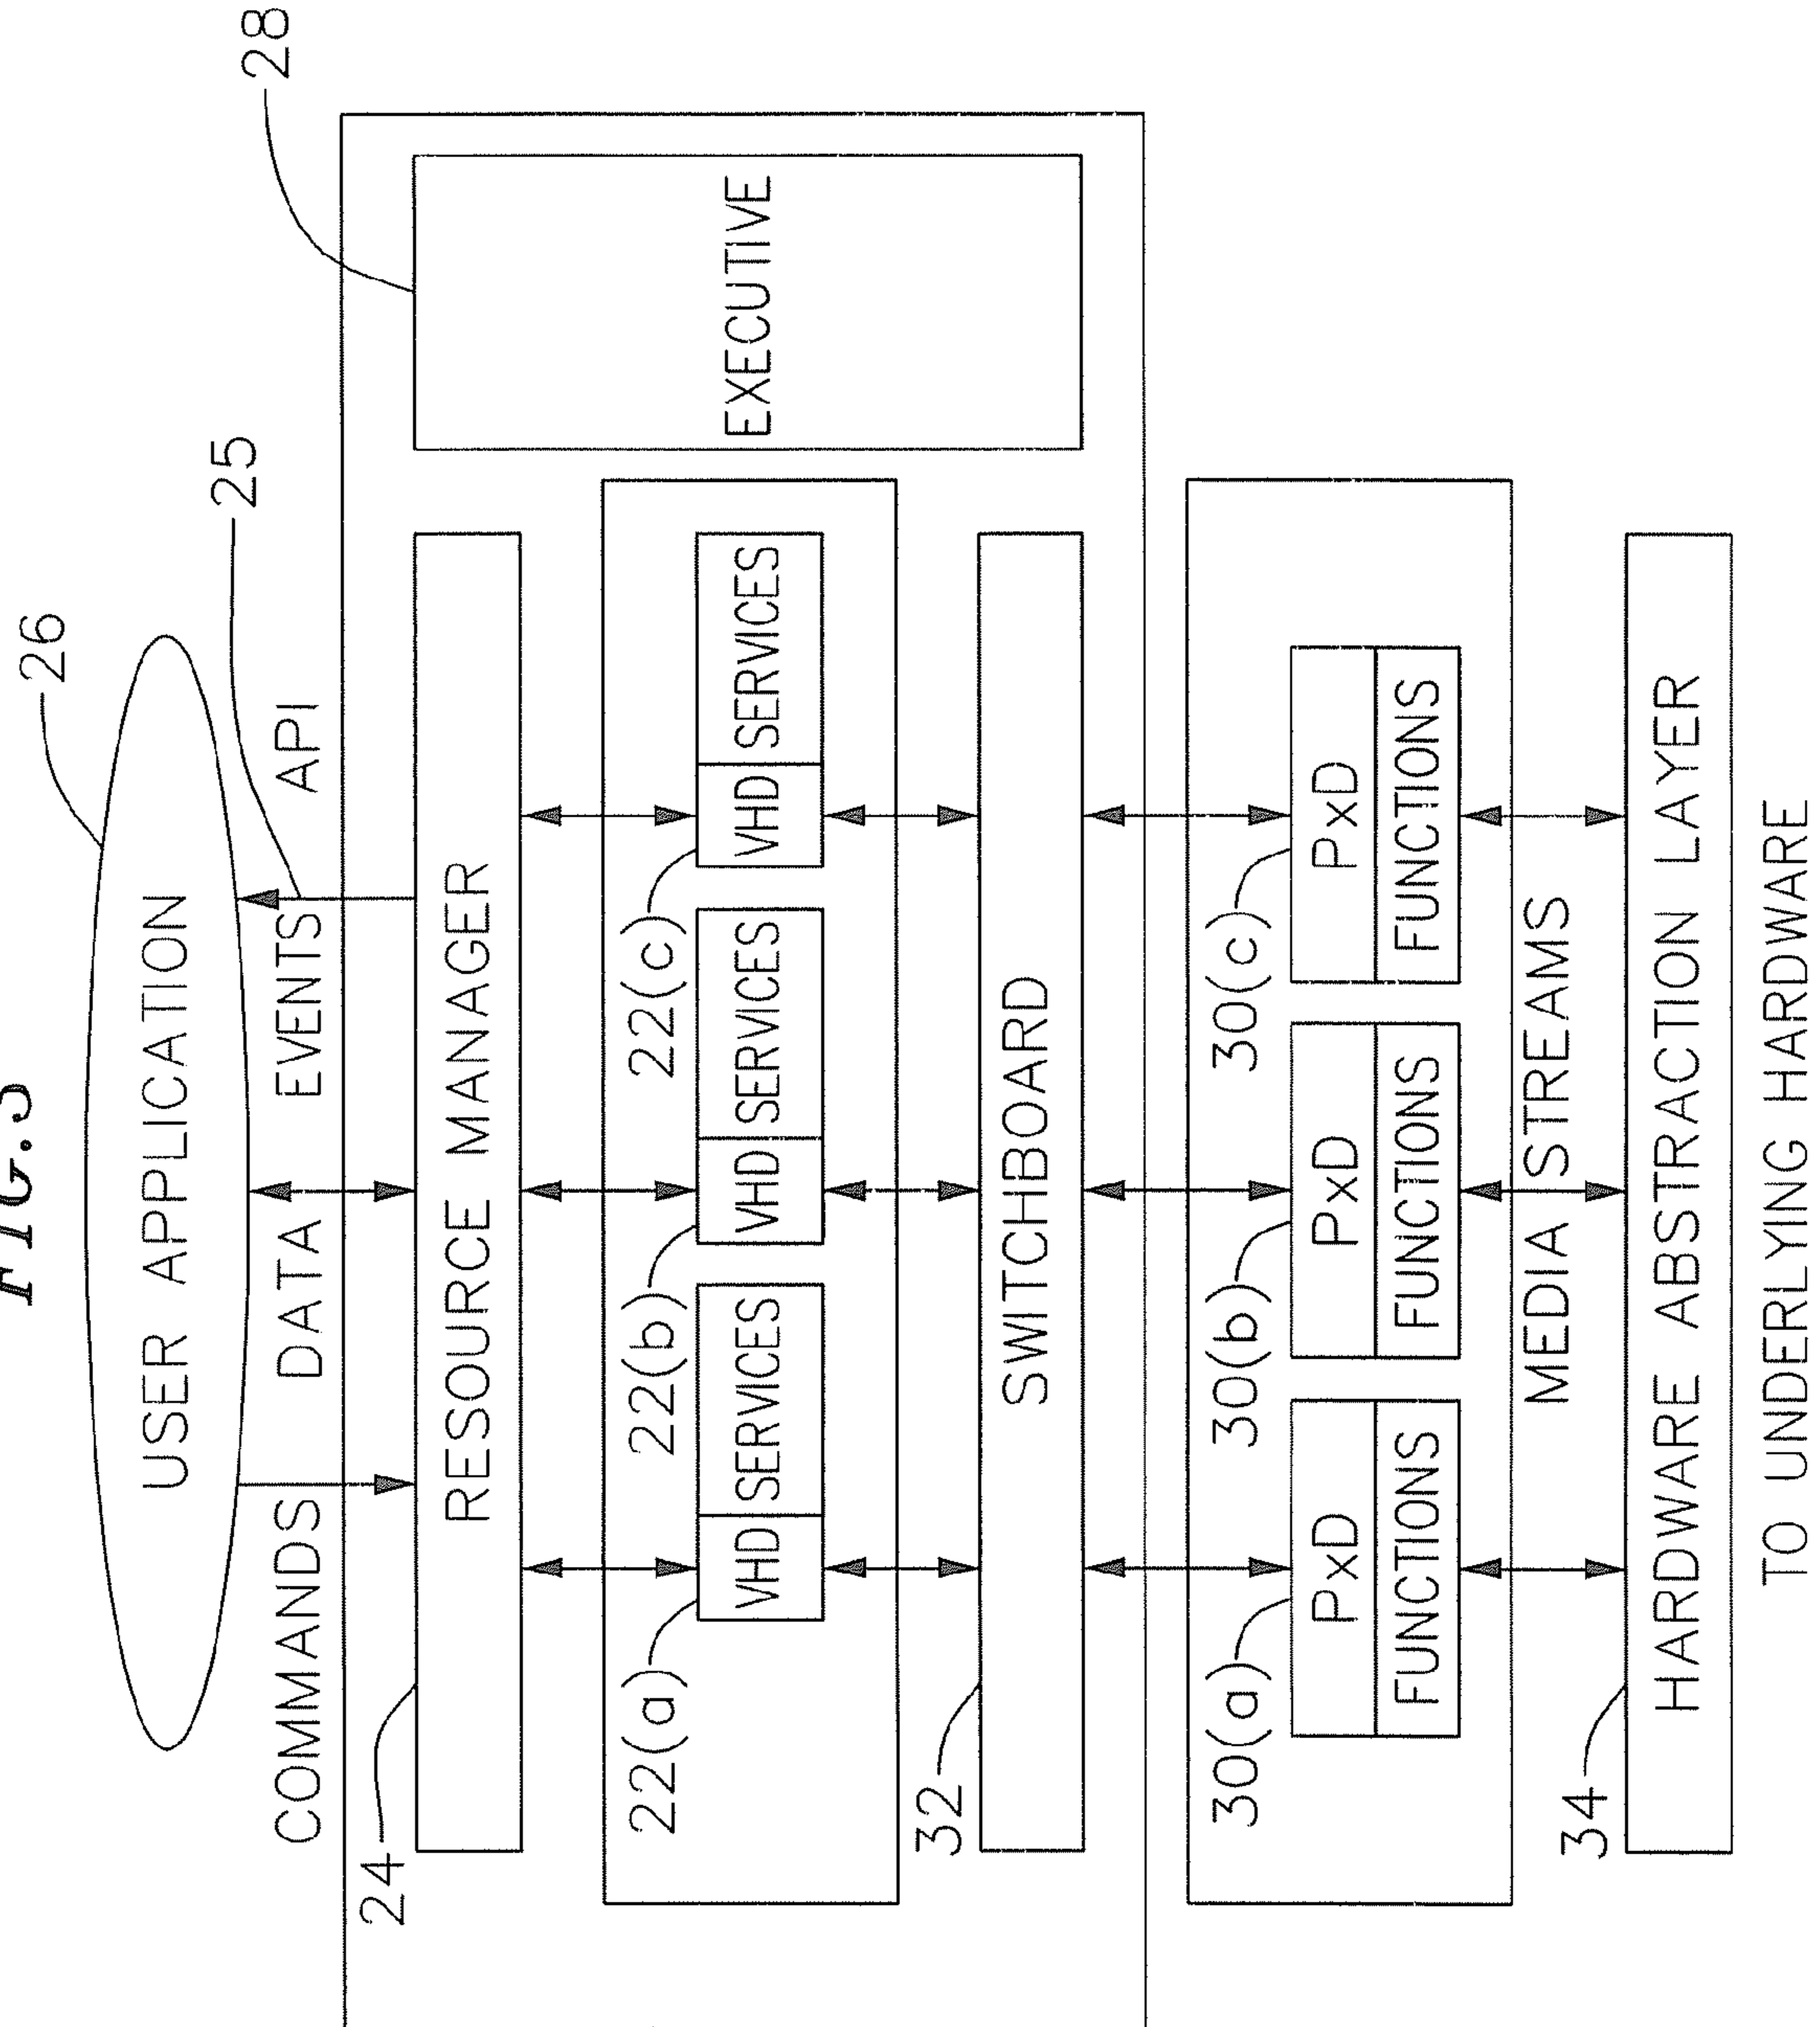 FIG.3
26
USER APPLICATION
25
COMMANDS
DATA
EVENTS
API
28
24
RESOURCE MANAGER
EXECUTIVE
22(a)
22(b)
22(c)
VHD SERVICES
VHD SERVICES
VHD SERVICES
32
SWITCHBOARD
30(a)
30(b)
30(c)
PxD
PxD
PxD
FUNCTIONS
FUNCTIONS
FUNCTIONS
MEDIA STREAMS
34
HARDWARE ABSTRACTION LAYER
TO UNDERLYING HARDWARE